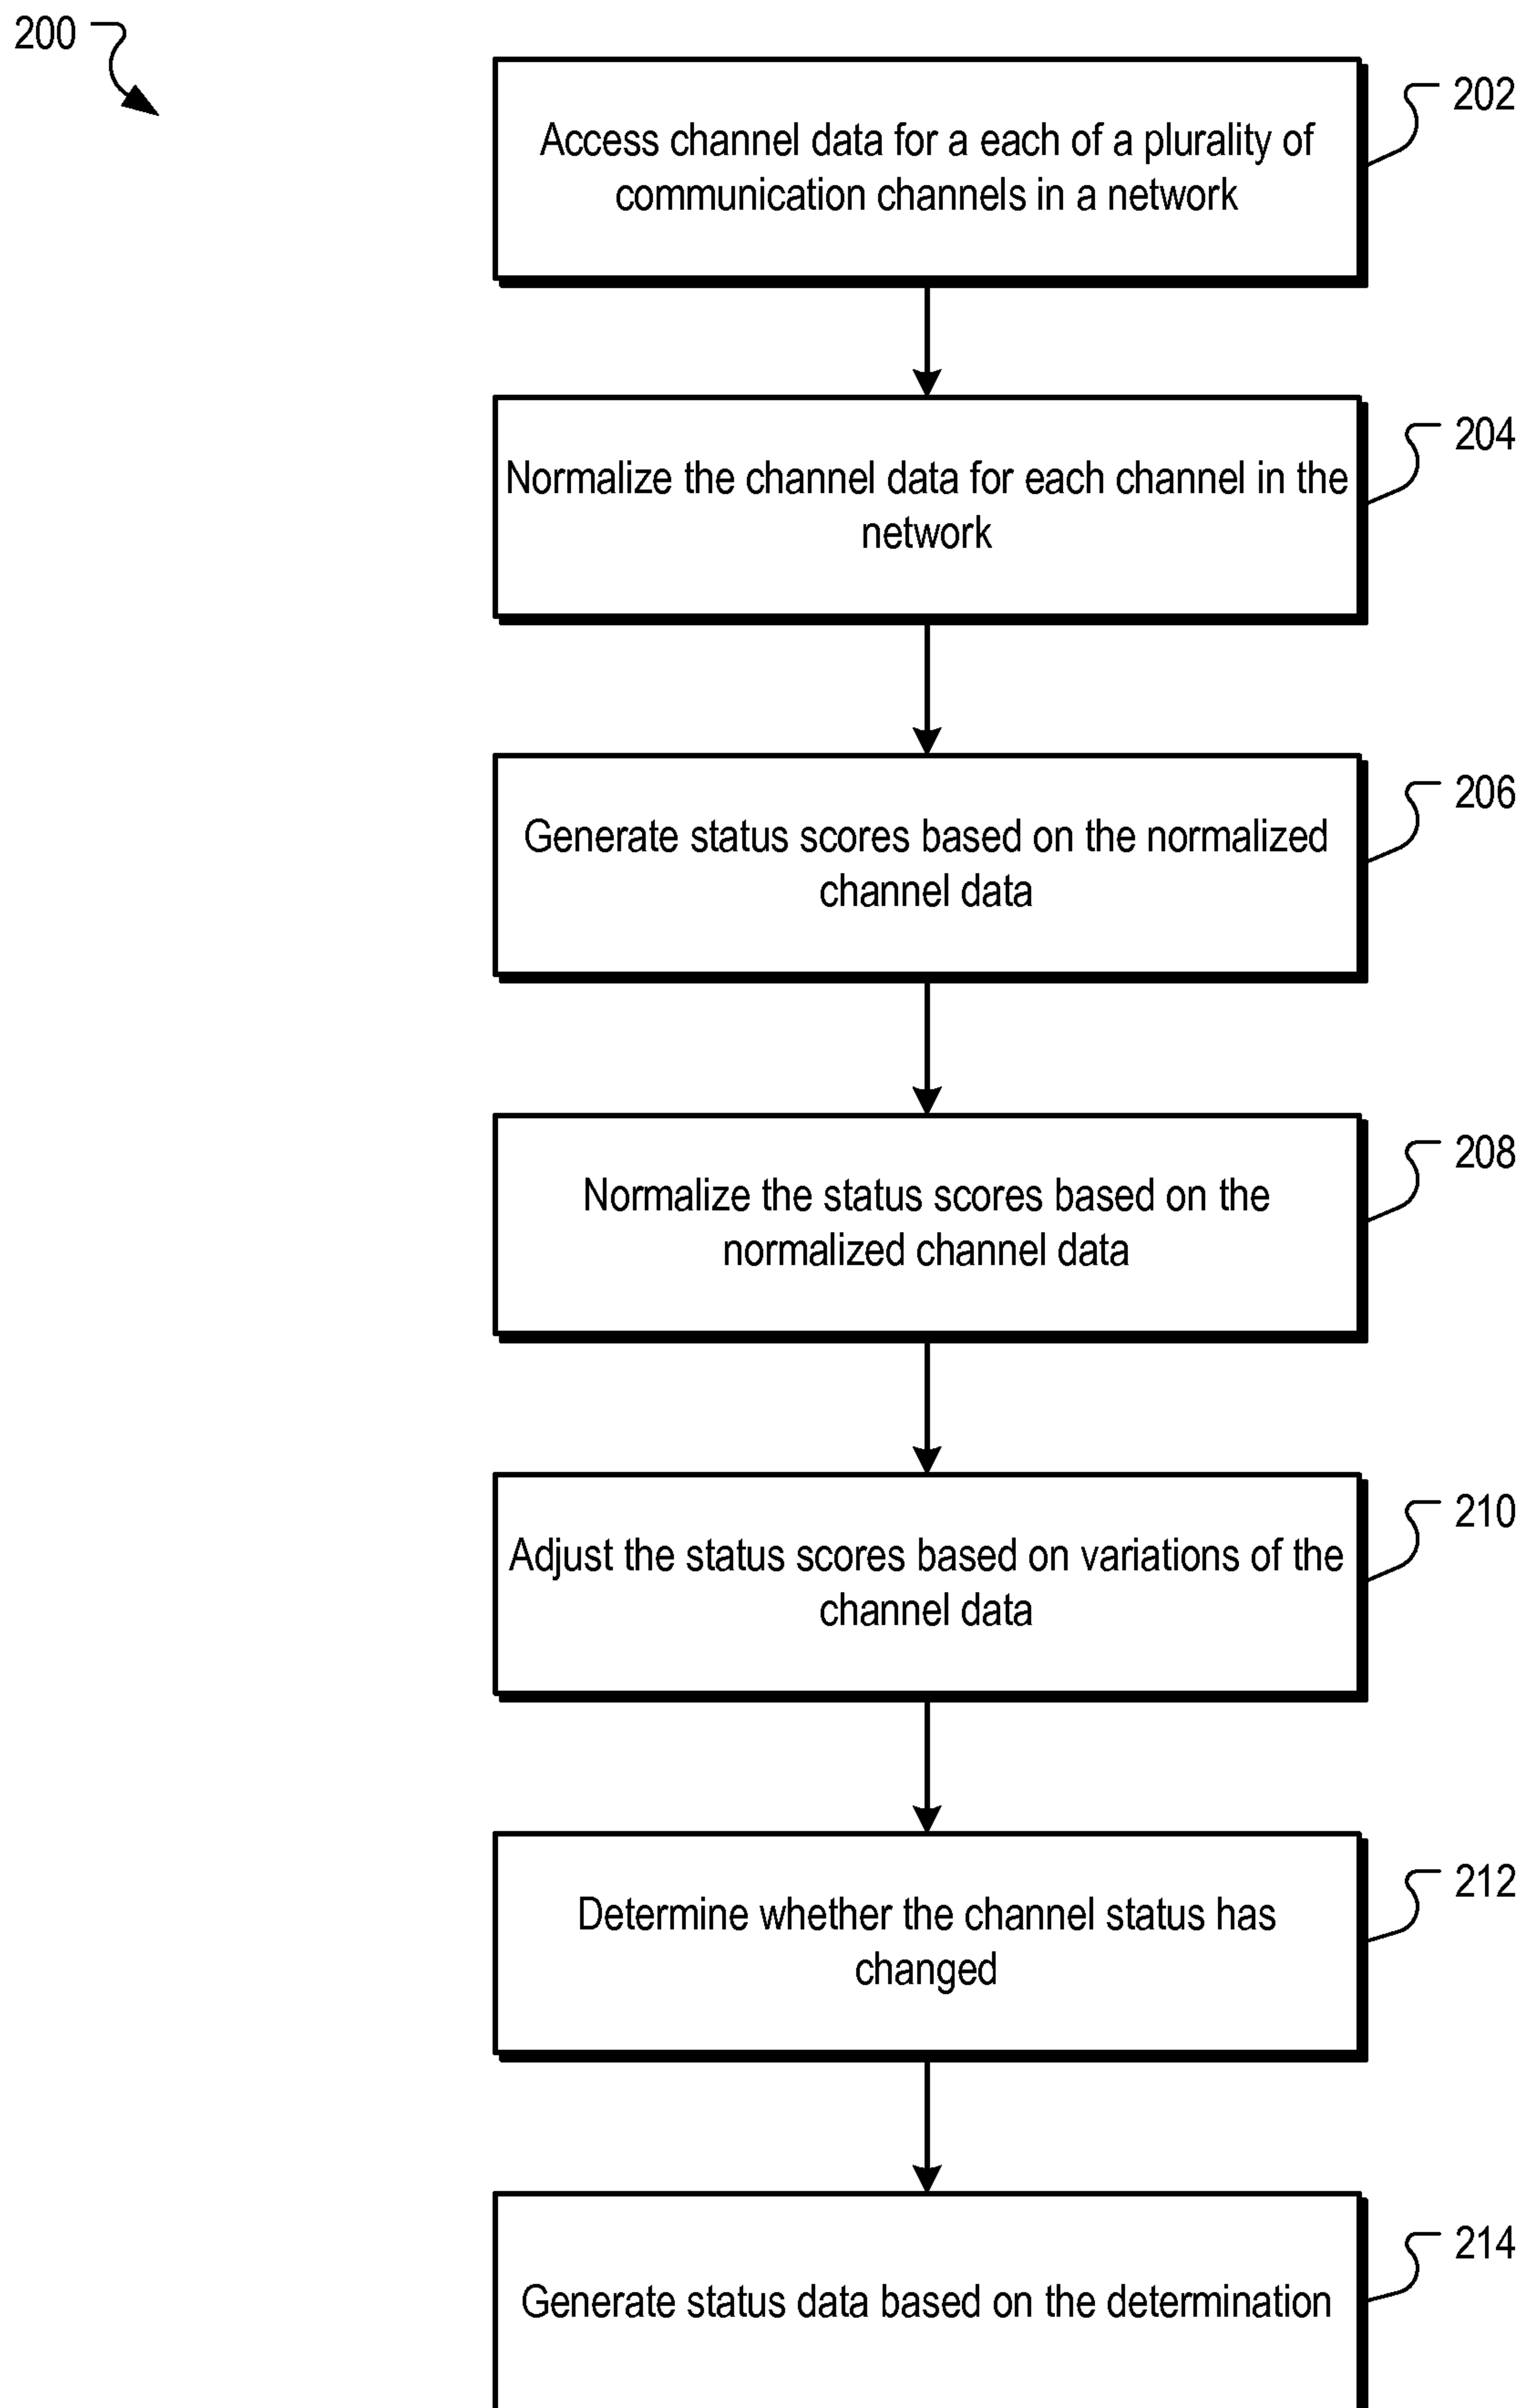 200
202
Access channel data for a each of a plurality of
communication channels in a network
204
Normalize the channel data for each channel in the
network
206
Generate status scores based on the normalized
channel data
208
Normalize the status scores based on the
normalized channel data
210
Adjust the status scores based on variations of the
channel data
212
Determine whether the channel status has
changed
214
Generate status data based on the determination